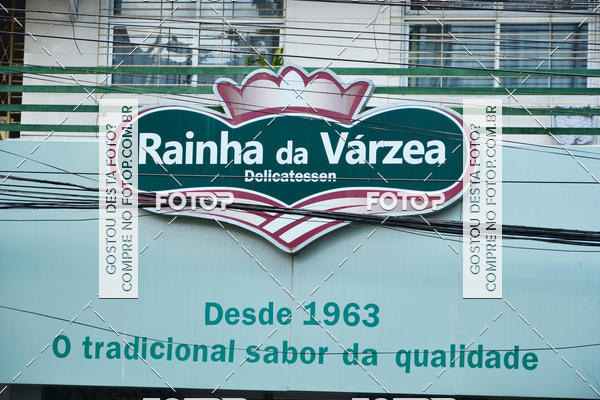 Rainha da Várzea
Delicatessen
FOTOP FOTOP
GOSTOU DESTA FOTO?
COMPRE NO FOTOP.COM.BR
GOSTOU DESTA FOTO?
COMPRE NO FOTOP.COM.BR
Desde 1963
O tradicional sabor da qualidade